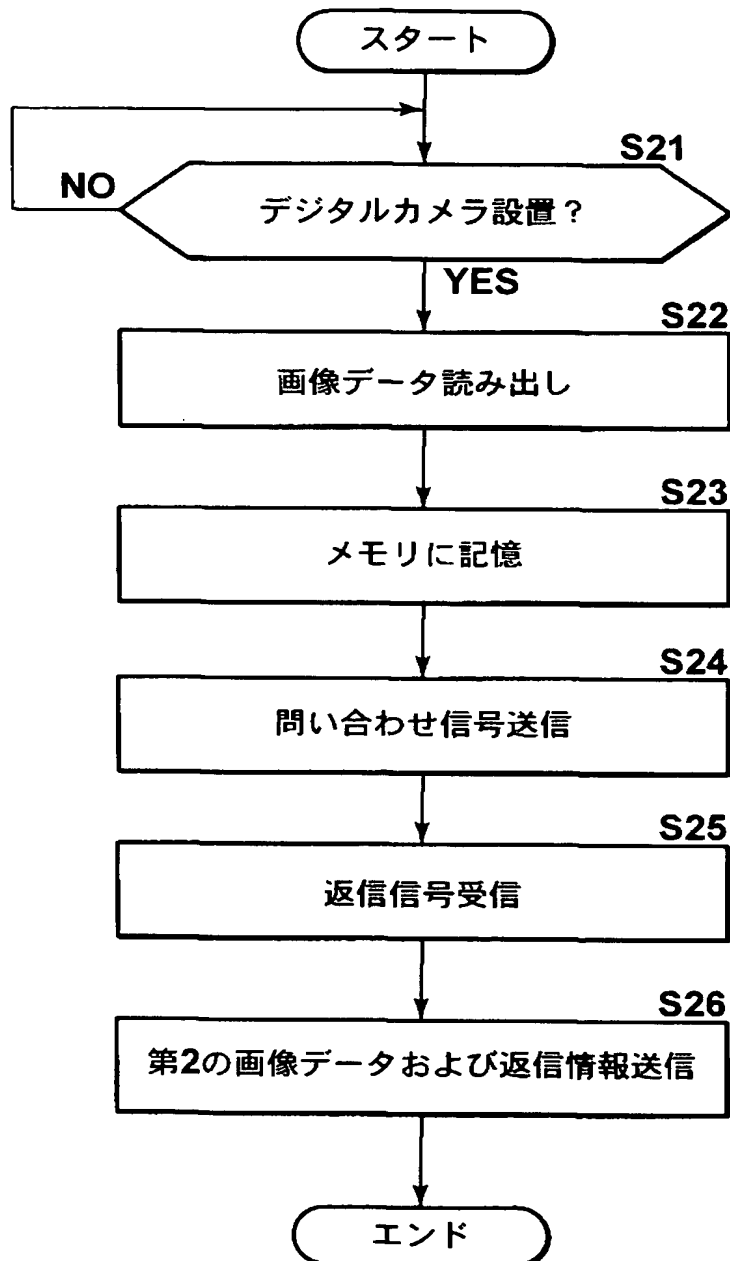 スタート
S21
NO
デジタルカメラ設置？
YES
S22
画像データ読み出し
S23
メモリに記憶
S24
問い合わせ信号送信
S25
返信信号受信
S26
第2の画像データおよび返信情報送信
エンド